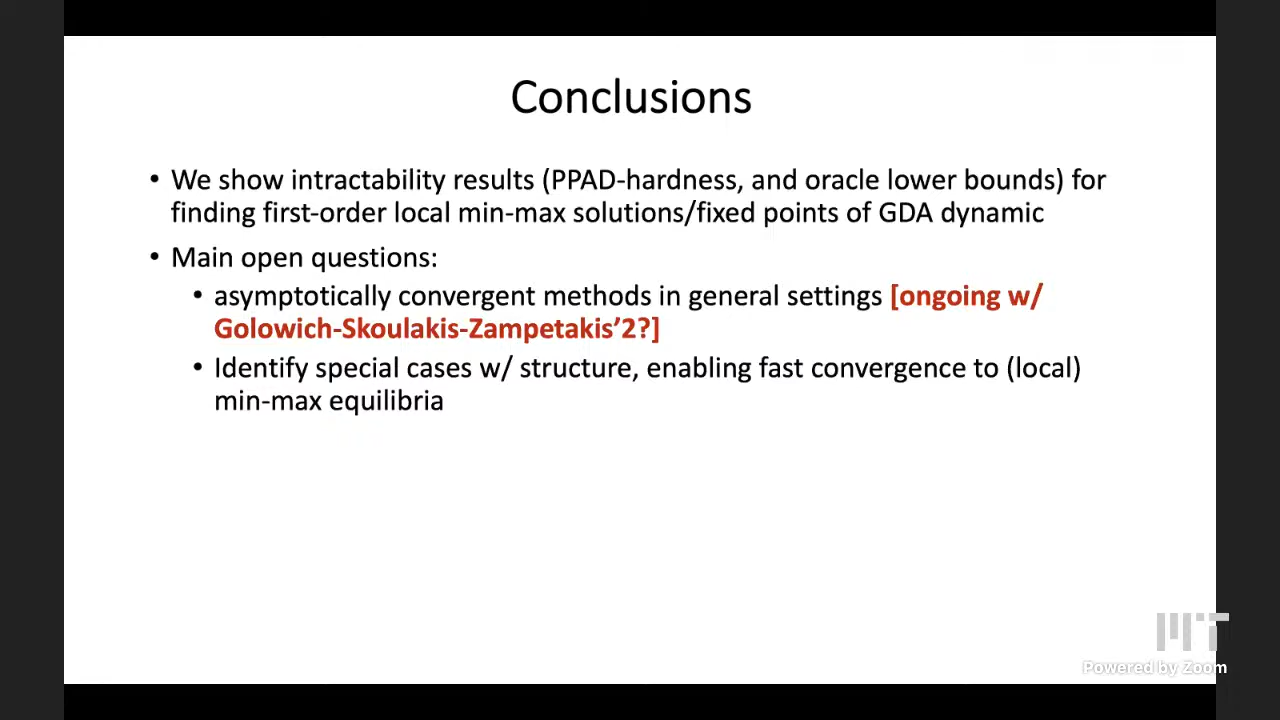 Conclusions
• We show intractability results (PPAD-hardness, and oracle lower bounds) for
finding first-order local min-max solutions/fixed points of GDA dynamic
• Main open questions:
• asymptotically convergent methods in general settings [ongoing w/
Golowich-Skoulakis-Zampetakis’2?]
• Identify special cases w/ structure, enabling fast convergence to (local)
min-max equilibria
MIT
Powered by Zoom